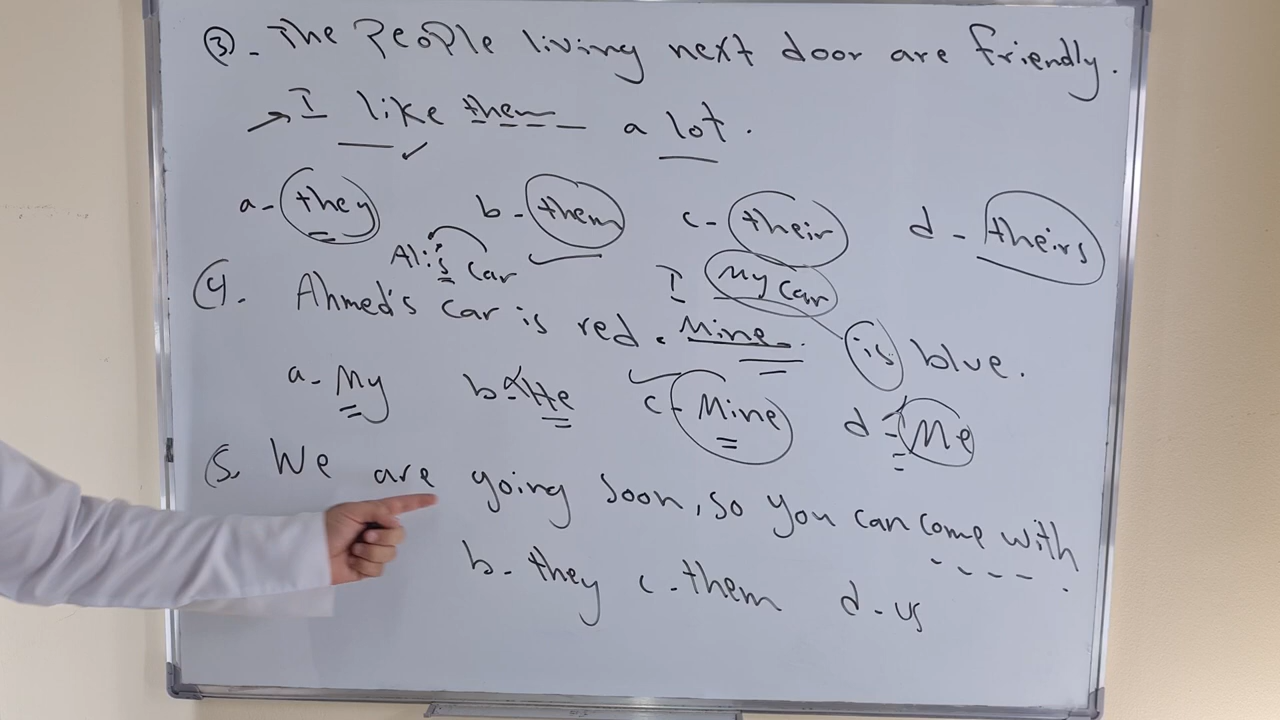 3. The People living next door are friendly.
→ I like them a lot.
a- they b- them c- their d- theirs
Ali's car I My car
4. Ahmed's car is red. Mine is blue.
a- My b- He c- Mine d- Me
5. We are going soon, so you can come with ----.
b- they c- them d- us